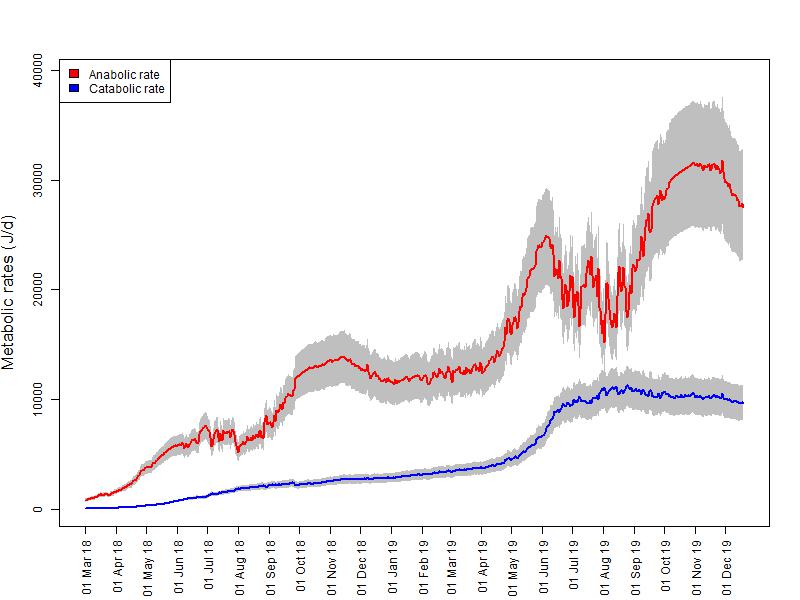 Anabolic rate
Catabolic rate
Metabolic rates (J/d)
40000
30000
20000
10000
0
01 Mar 18
01 Apr 18
01 May 18
01 Jun 18
01 Jul 18
01 Aug 18
01 Sep 18
01 Oct 18
01 Nov 18
01 Dec 18
01 Jan 19
01 Feb 19
01 Mar 19
01 Apr 19
01 May 19
01 Jun 19
01 Jul 19
01 Aug 19
01 Sep 19
01 Oct 19
01 Nov 19
01 Dec 19